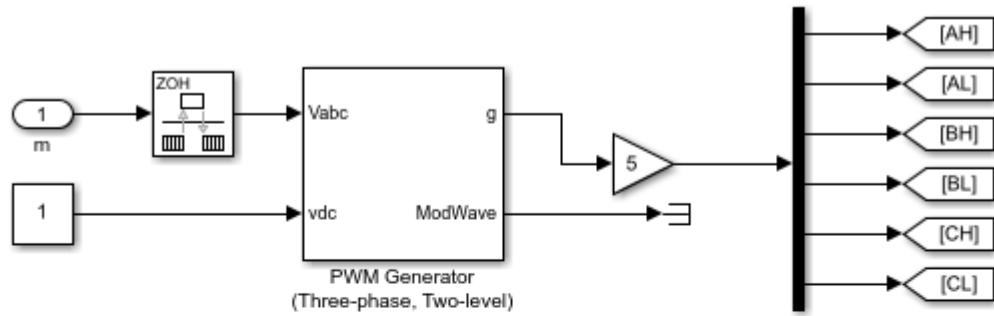 1
m
ZOH
1
Vabc
vdc
g
ModWave
PWM Generator
(Three-phase, Two-level)
5
[AH]
[AL]
[BH]
[BL]
[CH]
[CL]